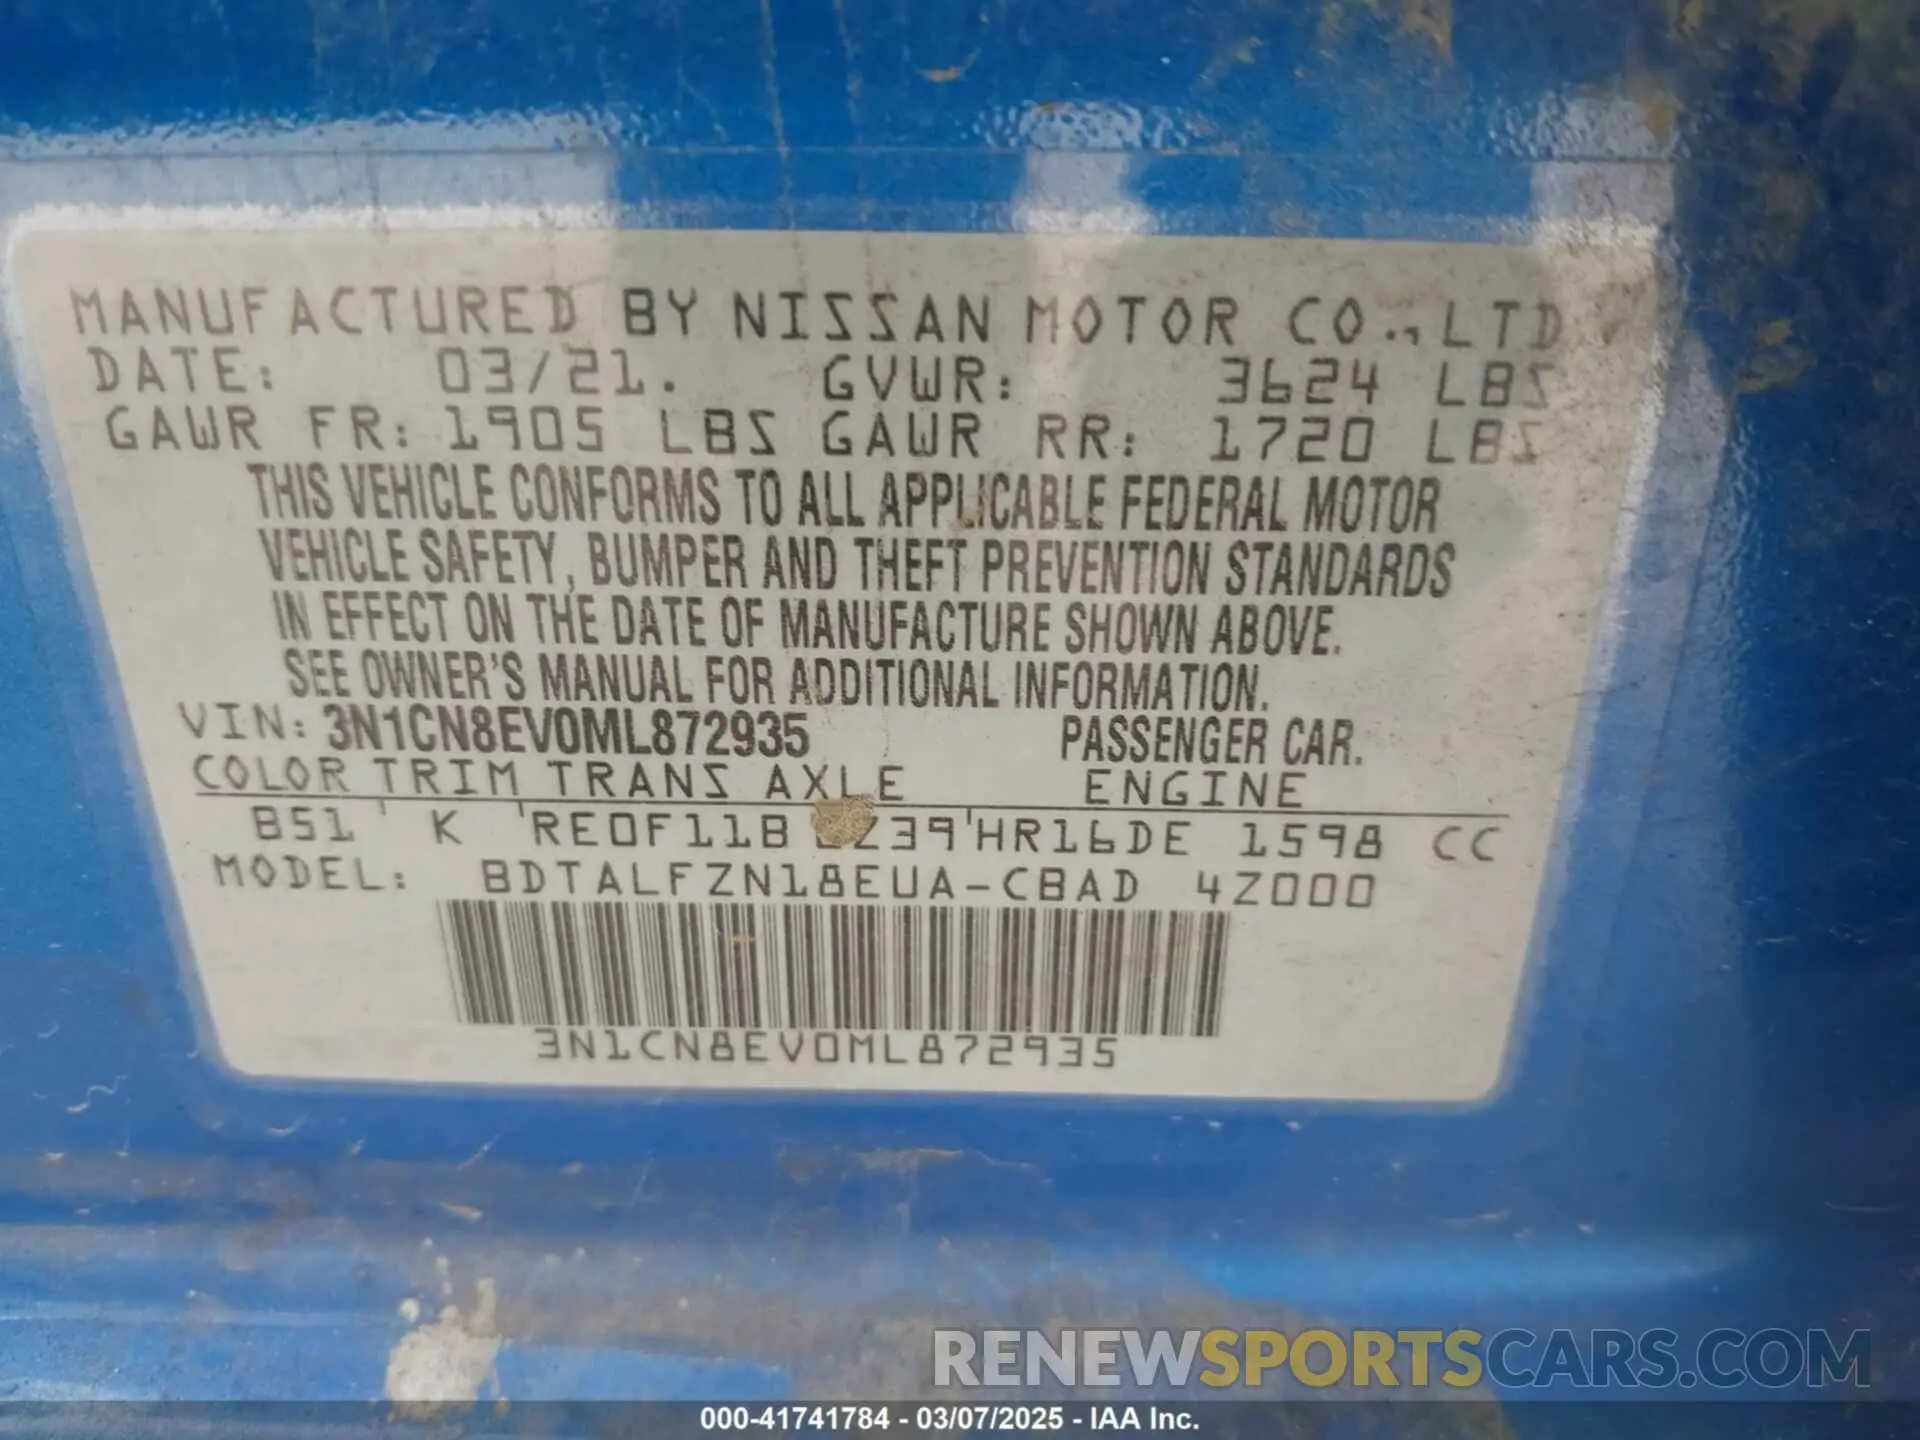 MANUFACTURED BY NISSAN MOTOR CO., LTD
DATE: 03/21. GVWR: 3624 LBS
GAWR FR: 1905 LBS GAWR RR: 1720 LBS
THIS VEHICLE CONFORMS TO ALL APPLICABLE FEDERAL MOTOR
VEHICLE SAFETY, BUMPER AND THEFT PREVENTION STANDARDS
IN EFFECT ON THE DATE OF MANUFACTURE SHOWN ABOVE.
SEE OWNER'S MANUAL FOR ADDITIONAL INFORMATION.
VIN: 3N1CN8EV0ML872935 PASSENGER CAR.
COLOR TRIM TRANS AXLE ENGINE
B51 ' K ' RE0F11B ' HR16DE 1598 CC
MODEL: BDTALFZN18EUA-CBAD 4Z000
3N1CN8EV0ML872935
RENEWSPORTSCARS.COM
000-41741784 - 03/07/2025 - IAA Inc.